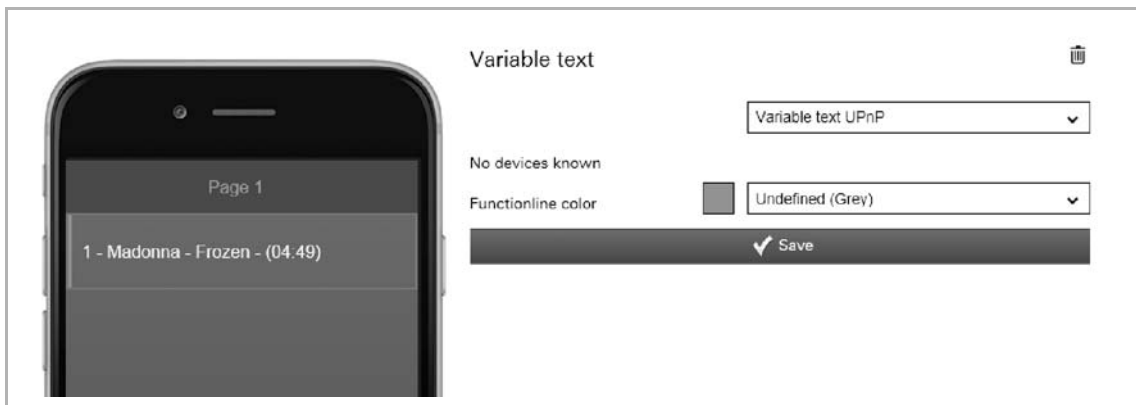 Variable text
Variable text UPnP
No devices known
Page 1
Functionline color
Undefined (Grey)
1 - Madonna - Frozen - (04:49)
Save